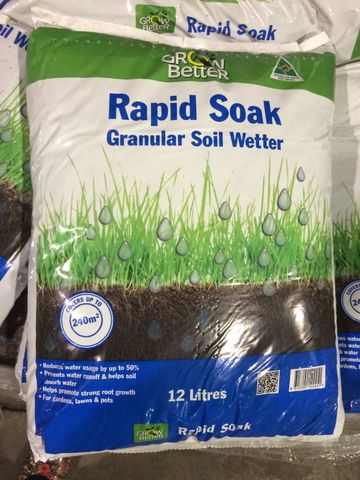 GROW
BETTER
Rapid Soak
GROW
BETTER
Rapid Soak
Granular Soil Wetter
COVERS UP TO
240m²
• Reduces water usage by up to 50%
• Prevents water runoff & helps soil
absorb water
• Helps promote strong root growth
• For gardens, lawns & pots
12 Litres
GROW
BETTER
Rapid Soak